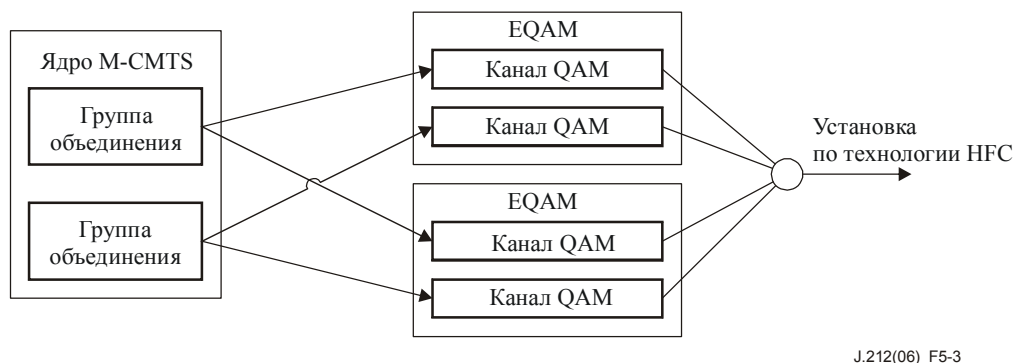 Ядро M-CMTS
Группа
объединения
Группа
объединения
EQAM
Канал QAM
Канал QAM
EQAM
Канал QAM
Канал QAM
Установка
по технологии HFC
J.212(06)_F5-3